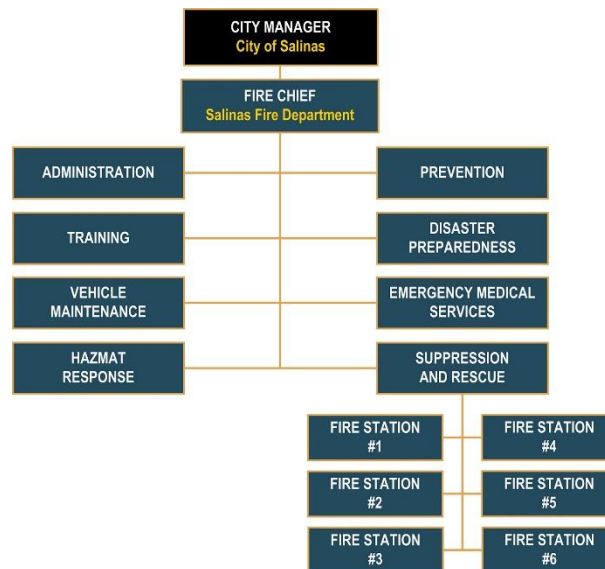 CITY MANAGER
City of Salinas
FIRE CHIEF
Salinas Fire Department
ADMINISTRATION
PREVENTION
TRAINING
DISASTER
PREPAREDNESS
VEHICLE
MAINTENANCE
EMERGENCY MEDICAL
SERVICES
HAZMAT
RESPONSE
SUPPRESSION
AND RESCUE
FIRE STATION
#1
FIRE STATION
#4
FIRE STATION
#2
FIRE STATION
#5
FIRE STATION
#3
FIRE STATION
#6